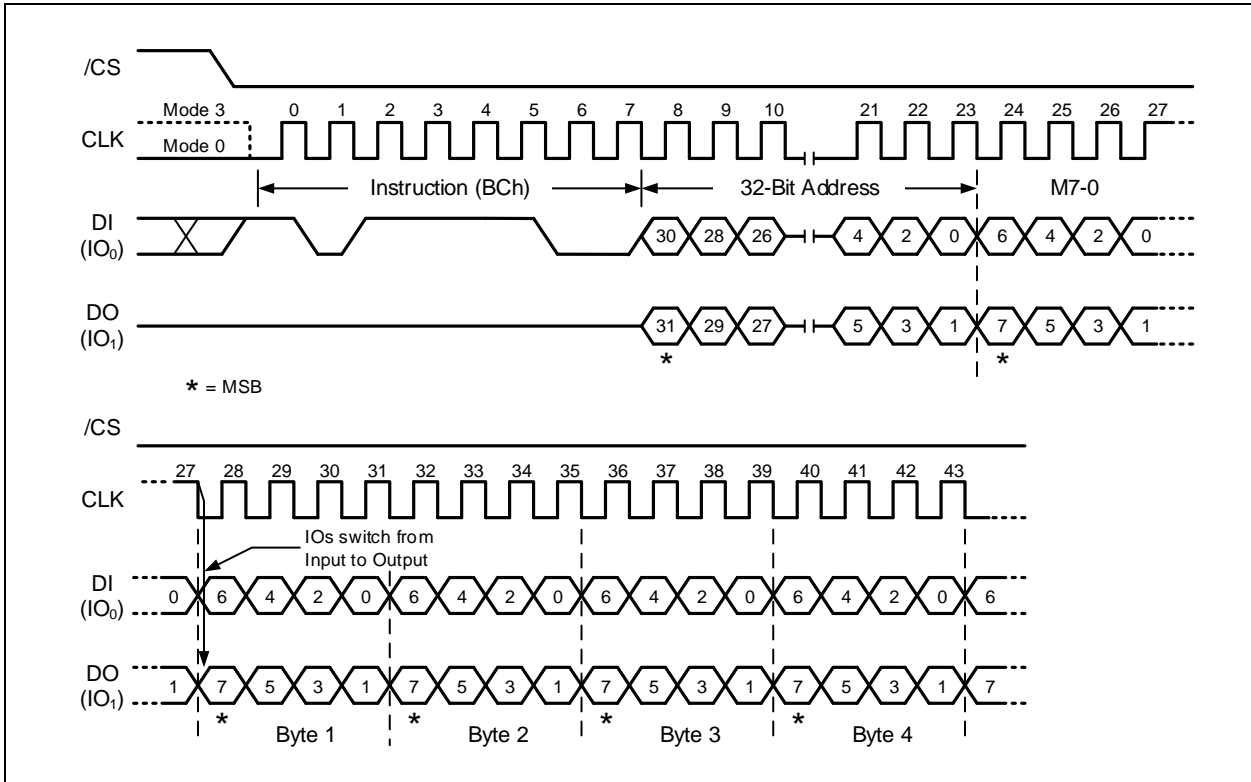 /CS
Mode 3 0 1 2 3 4 5 6 7 8 9 10 21 22 23 24 25 26 27
CLK Mode 0
Instruction (BCh) 32-Bit Address M7-0
DI (IO0) 30 28 26 4 2 0 6 4 2 0
DO (IO1) 31 29 27 5 3 1 7 5 3 1
* *
* = MSB
/CS
27 28 29 30 31 32 33 34 35 36 37 38 39 40 41 42 43
CLK
IOs switch from
Input to Output
DI (IO0) 0 6 4 2 0 6 4 2 0 6 4 2 0 6 4 2 0 6
DO (IO1) 1 7 5 3 1 7 5 3 1 7 5 3 1 7 5 3 1 7
* Byte 1 * Byte 2 * Byte 3 * Byte 4